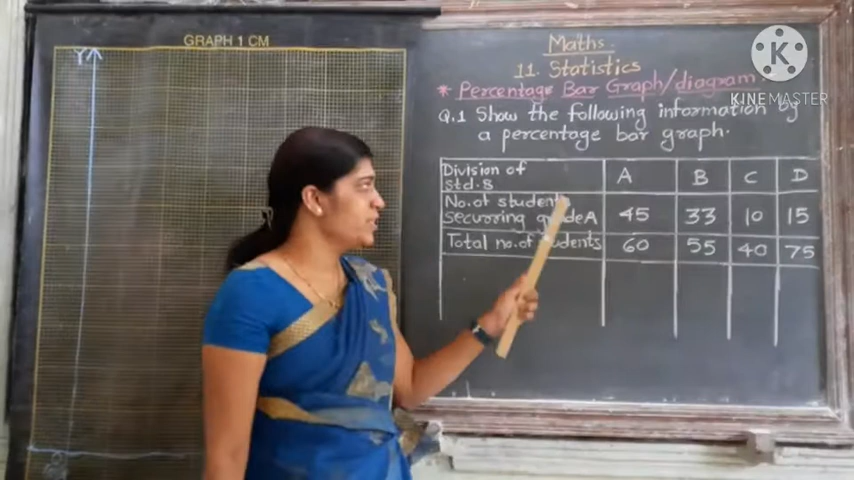 GRAPH 1 CM
Y
Maths
11. Statistics
* Percentage Bar Graph/diagram
Q.1 Show the following information by
a percentage bar graph.
Division of std.8 A B C D
No.of students securring grade A 45 33 10 15
Total no.of students 60 55 40 75
K
KINEMASTER